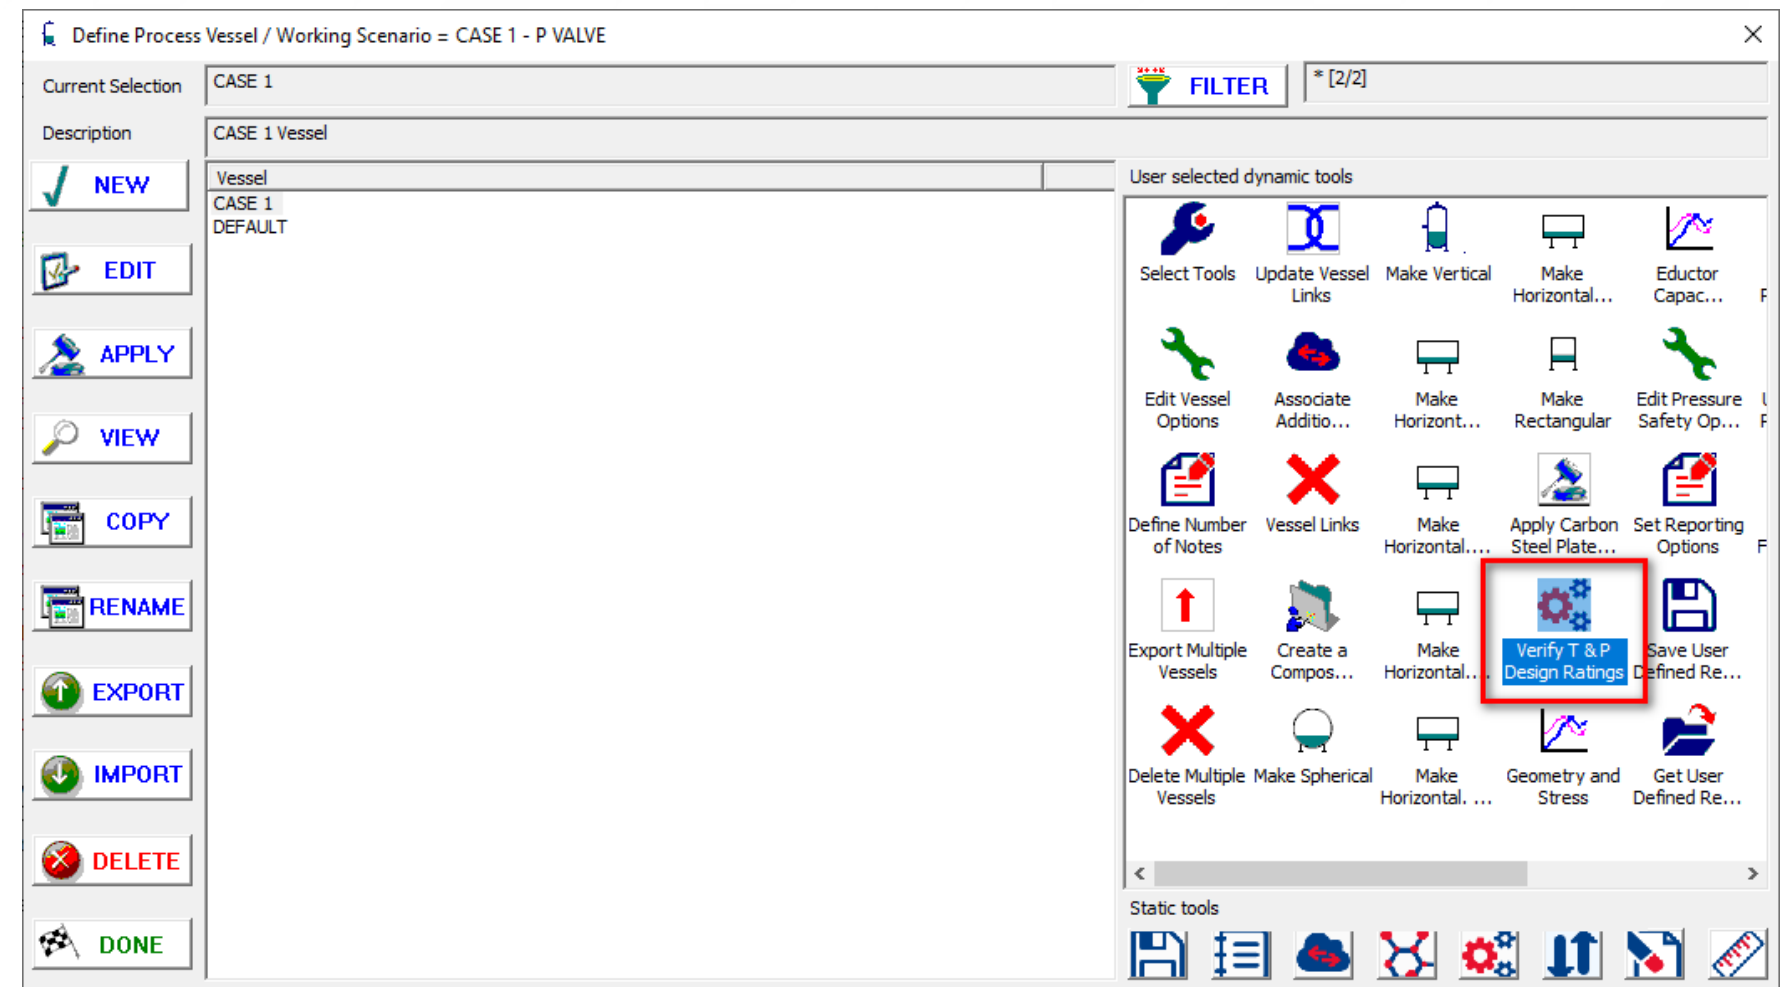 Define Process Vessel / Working Scenario = CASE 1 - P VALVE
Current Selection
CASE 1
FILTER
* [2/2]
Description
CASE 1 Vessel
NEW
EDIT
APPLY
VIEW
COPY
RENAME
EXPORT
IMPORT
DELETE
DONE
Vessel
CASE 1
DEFAULT
User selected dynamic tools
Select Tools
Update Vessel
Links
Make Vertical
Make
Horizontal...
Eductor
Capac...
Edit Vessel
Options
Associate
Additio...
Make
Horizont...
Make
Rectangular
Edit Pressure
Safety Op...
Define Number
of Notes
Vessel Links
Make
Horizontal....
Apply Carbon
Steel Plate...
Set Reporting
Options
Export Multiple
Vessels
Create a
Compos...
Make
Horizontal....
Verify T & P
Design Ratings
Save User
Defined Re...
Delete Multiple
Vessels
Make Spherical
Make
Horizontal. ...
Geometry and
Stress
Get User
Defined Re...
Static tools